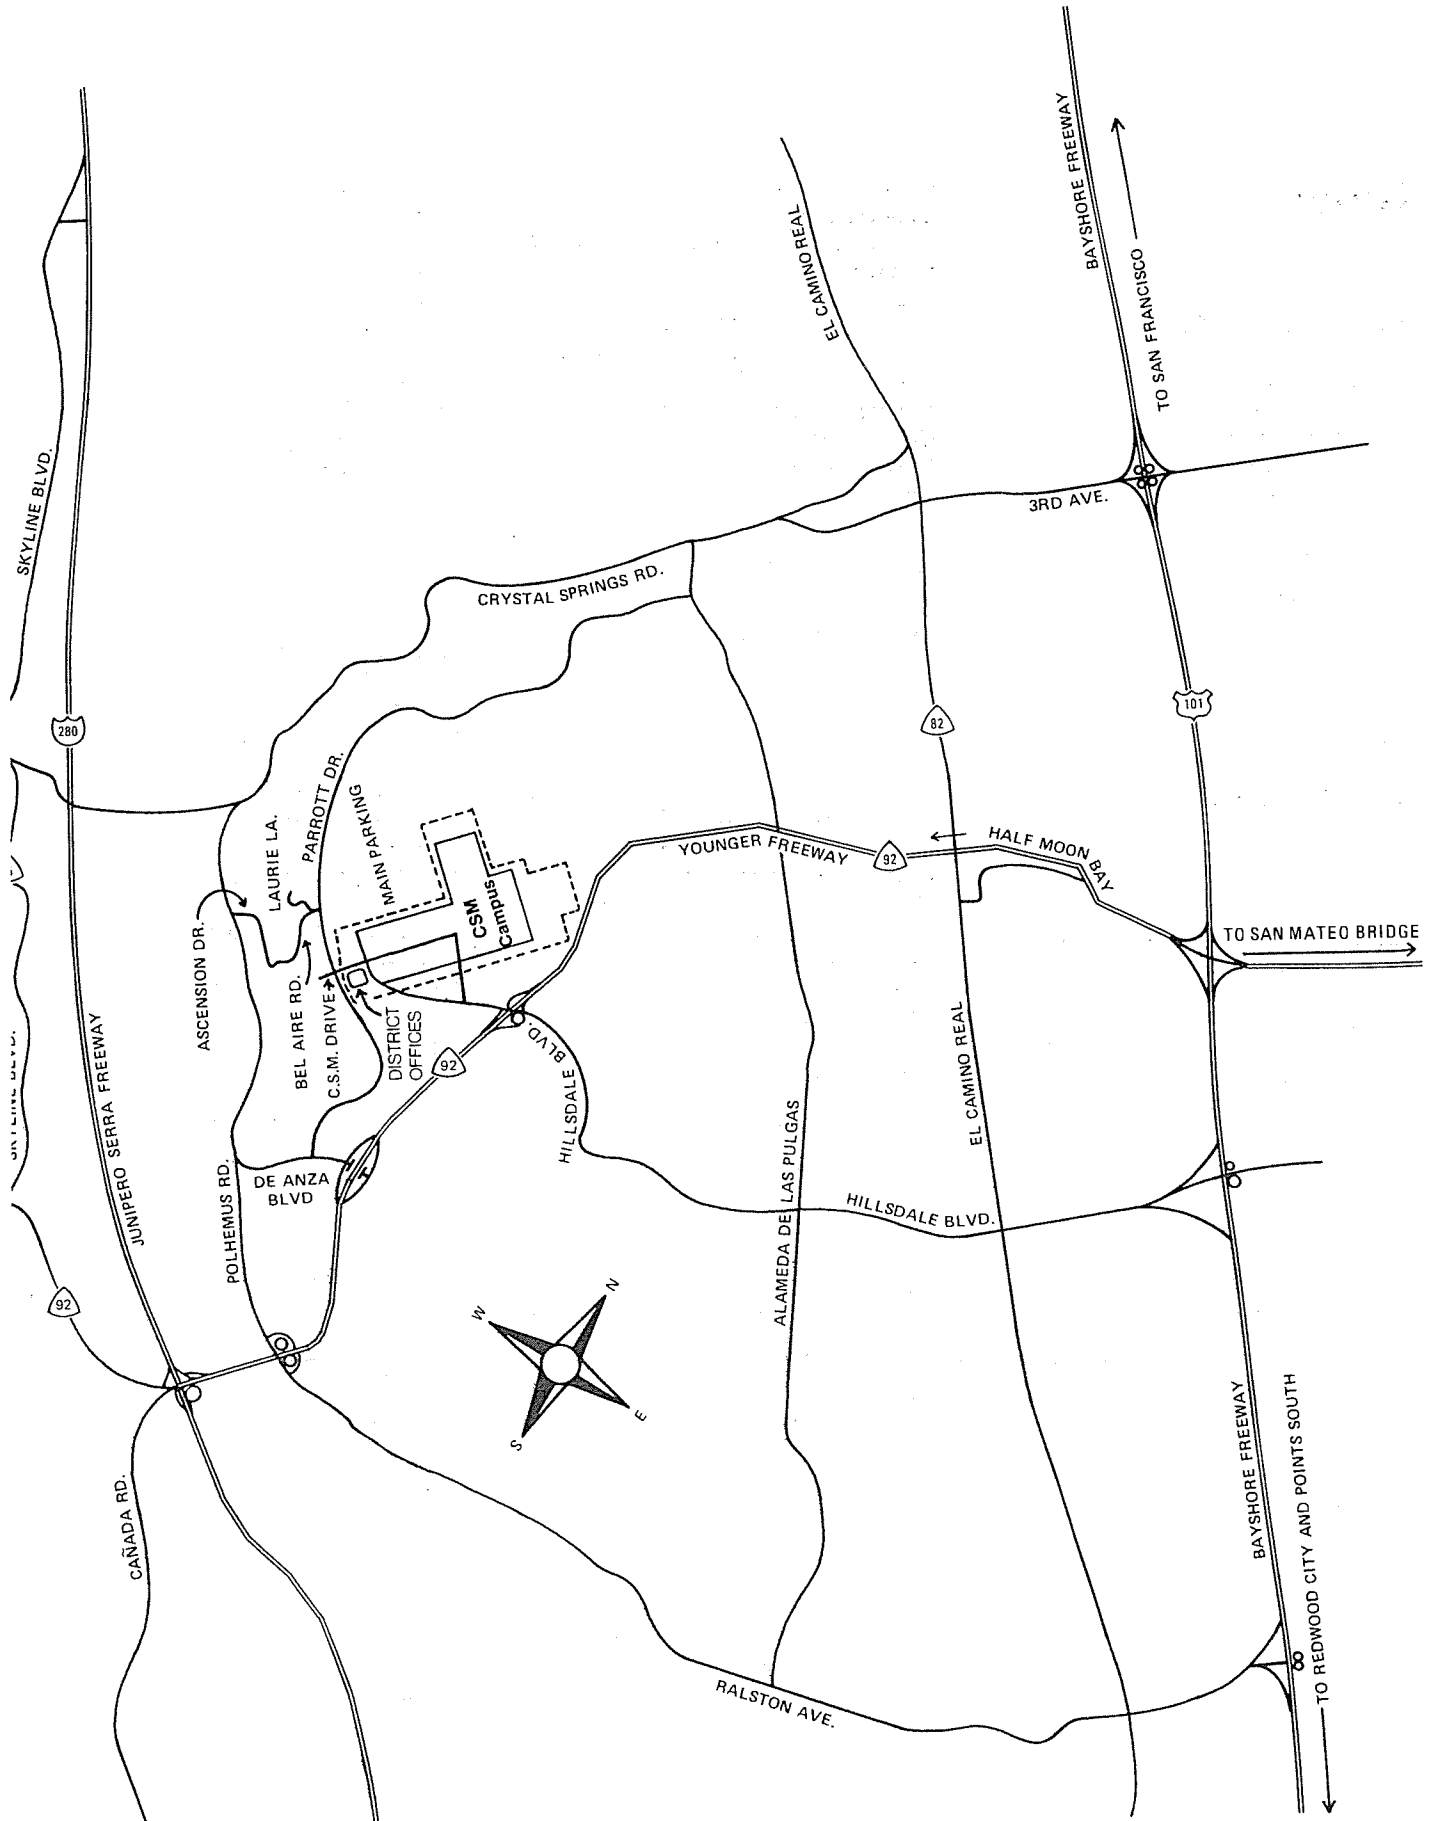 BAYSHORE FREEWAY
TO SAN FRANCISCO
EL CAMINO REAL
SKYLINE BLVD.
3RD AVE.
CRYSTAL SPRINGS RD.
280
82
101
PARROTT DR.
MAIN PARKING
LAURIE LA.
YOUNGER FREEWAY
92
HALF MOON
BAY
CSM
Campus
TO SAN MATEO BRIDGE
ASCENSION DR.
BEL AIRE RD.
C.S.M. DRIVE
DISTRICT
OFFICES
92
HILLSDALE BLVD.
JUNIPERO SERRA FREEWAY
SKYLINE BLVD.
EL CAMINO REAL
ALAMEDA DE LAS PULGAS
POLHEMUS RD.
DE ANZA
BLVD
HILLSDALE BLVD.
92
N
W
E
S
CAÑADA RD.
BAYSHORE FREEWAY
TO REDWOOD CITY AND POINTS SOUTH
RALSTON AVE.